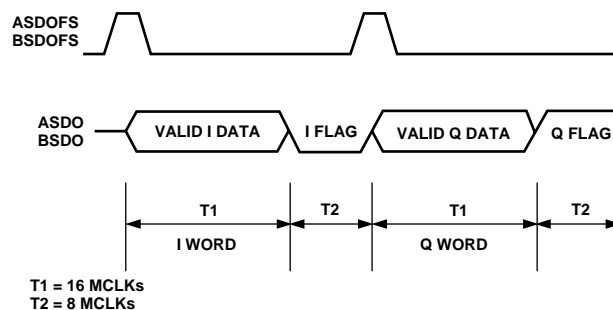 ASDOFS
BSDOFS
ASDO
BSDO
VALID I DATA
I FLAG
VALID Q DATA
Q FLAG
T1
T2
T1
T2
I WORD
Q WORD
T1 = 16 MCLKs
T2 = 8 MCLKs